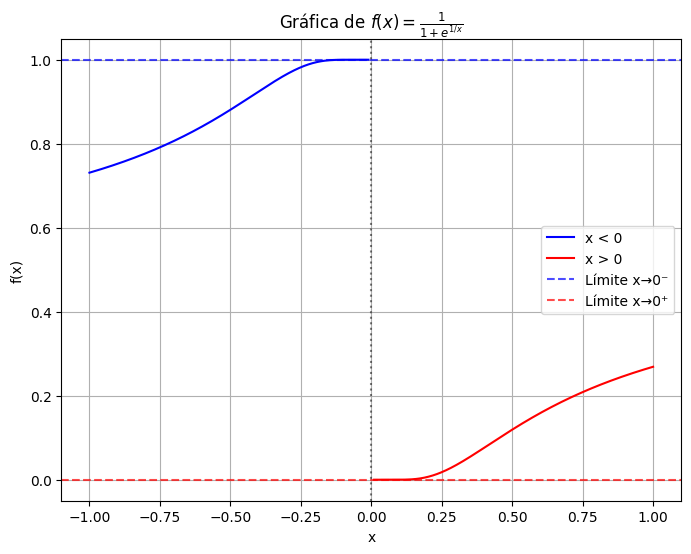 Gráfica de f(x) = 1/(1+e^{1/x})
f(x)
1.0
0.8
0.6
0.4
0.2
0.0
x < 0
x > 0
Límite x→0⁻
Límite x→0⁺
−1.00 −0.75 −0.50 −0.25 0.00 0.25 0.50 0.75 1.00
x